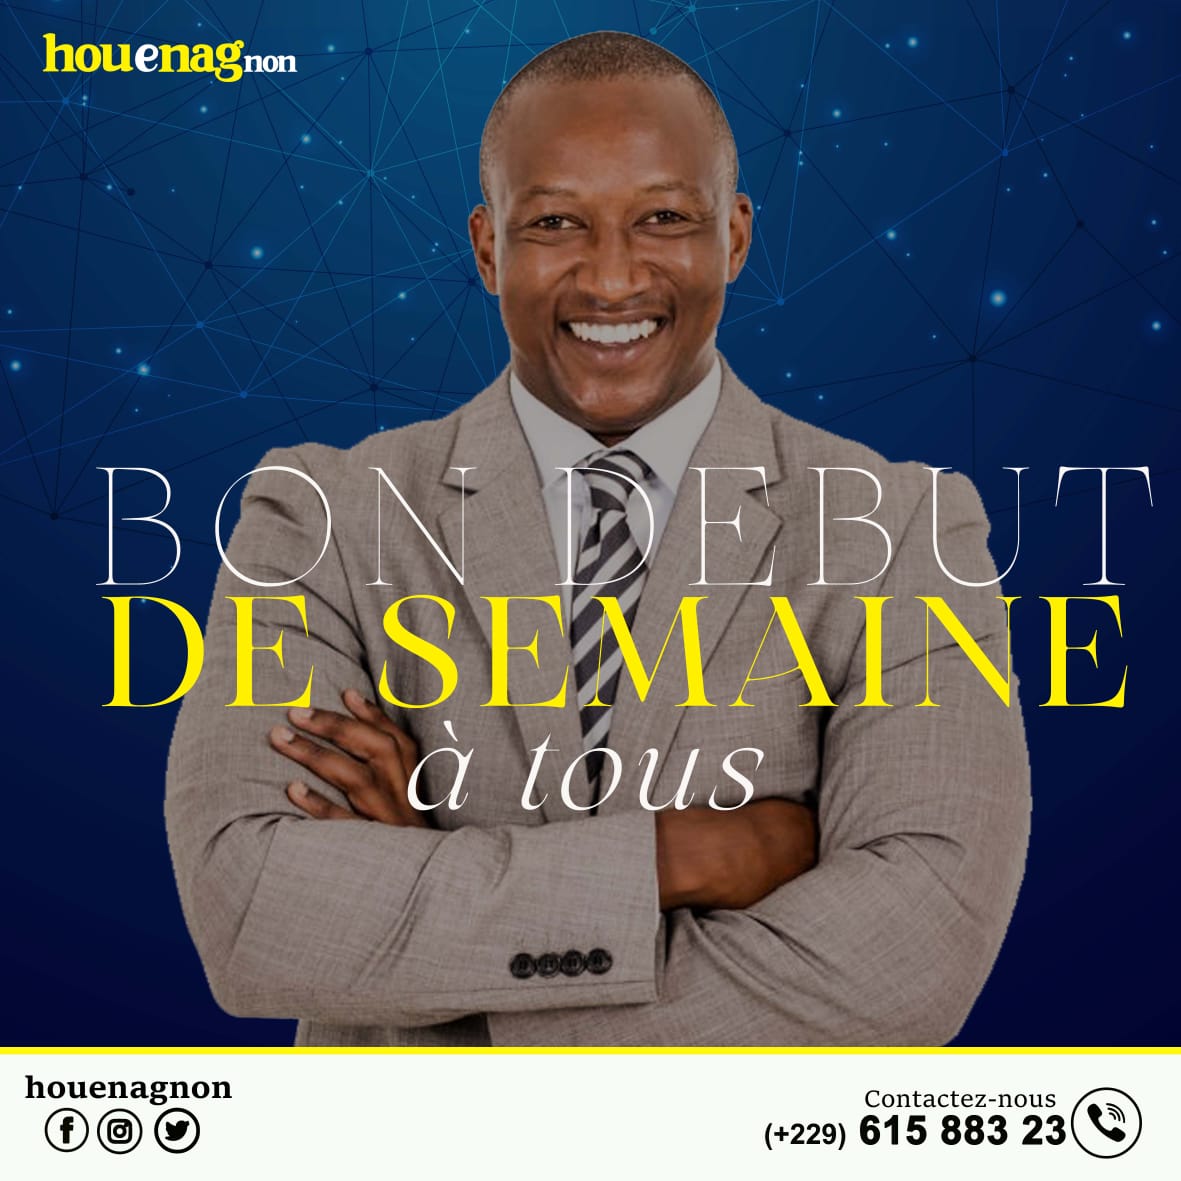 houenagnon
BON DEBUT
DE SEMAINE
à tous
houenagnon
Contactez-nous
(+229) 615 883 23